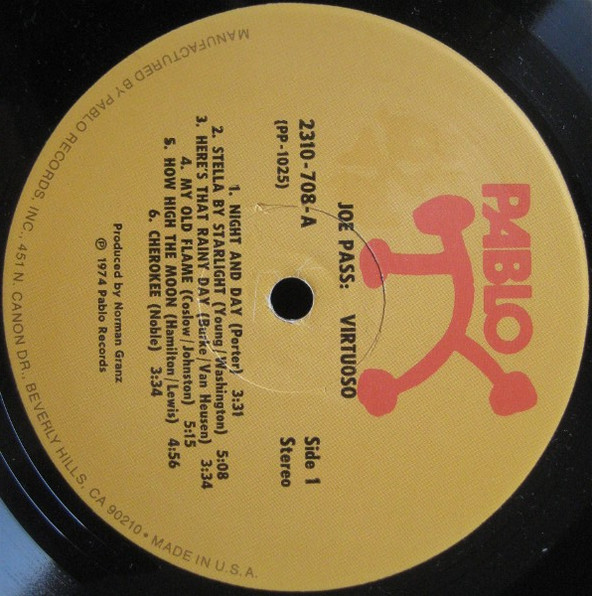 PABLO
JOE PASS: VIRTUOSO
2310-708-A
(PP-1025)
Side 1
Stereo
1. NIGHT AND DAY (Porter) 3:31
2. STELLA BY STARLIGHT (Young/Washington) 5:08
3. HERE'S THAT RAINY DAY (Burke/Van Heusen) 3:34
4. MY OLD FLAME (Coslow/Johnston) 5:15
5. HOW HIGH THE MOON (Hamilton/Lewis) 4:56
6. CHEROKEE (Noble) 3:34
Produced by Norman Granz
℗ 1974 Pablo Records
MANUFACTURED BY PABLO RECORDS, INC., 451 N. CANON DR., BEVERLY HILLS, CA 90210 • MADE IN U.S.A.